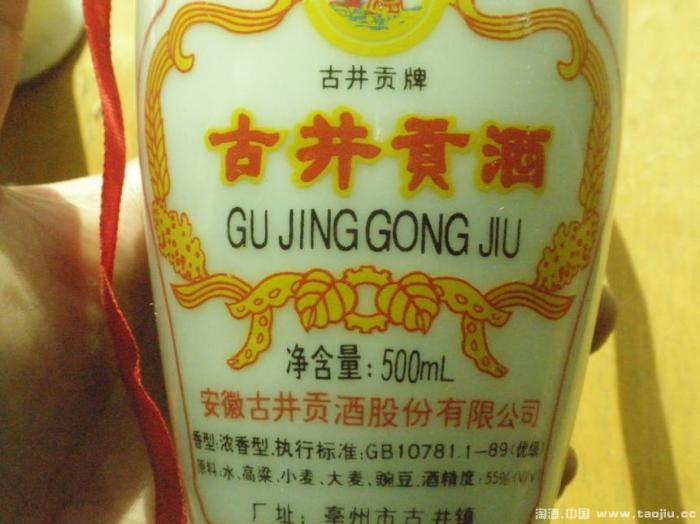 古井贡牌
古井贡酒
GU JING GONG JIU
净含量: 500mL
安徽古井贡酒股份有限公司
香型:浓香型.执行标准:GB10781.1-89(优级)
原料:水、高粱、小麦、大麦、豌豆.酒精度:55%(V/V)
厂址:亳州市古井镇
淘酒.中国 www.taojiu.cc